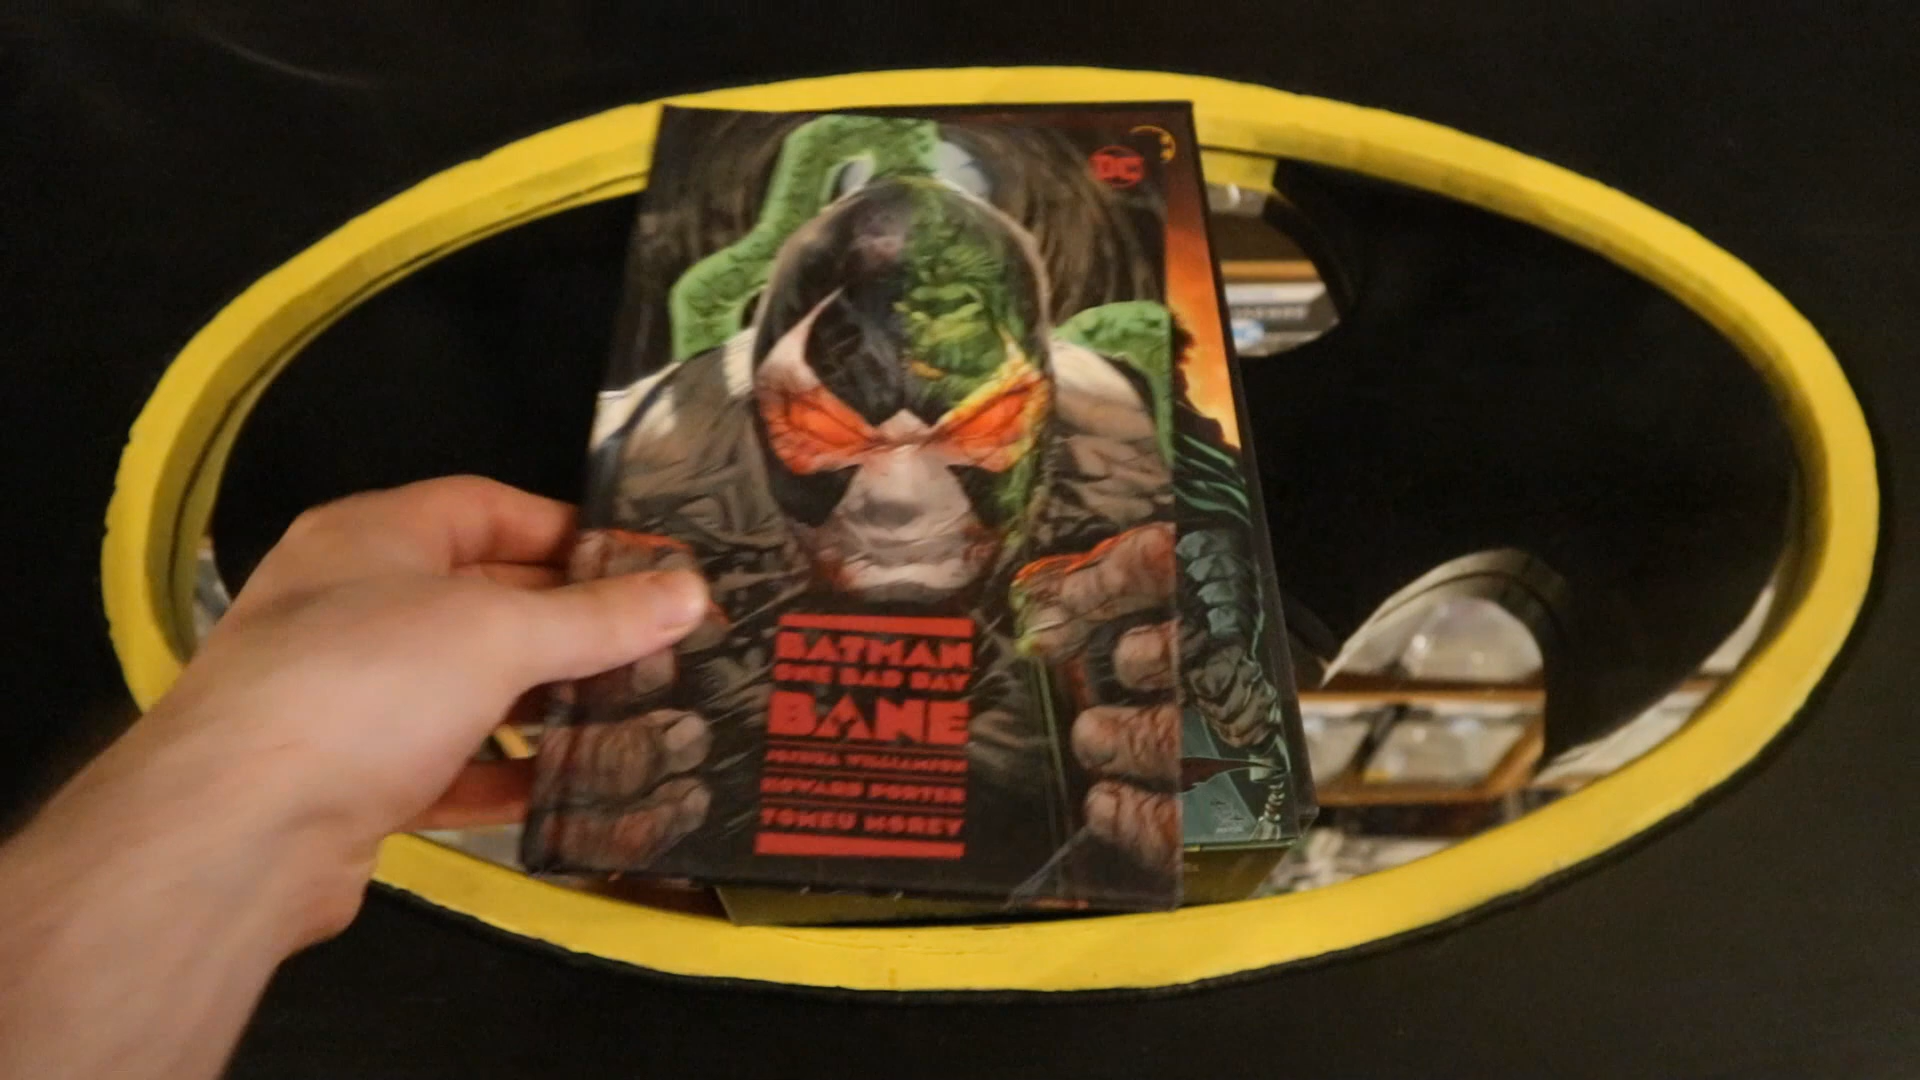 DC
BATMAN
ONE BAD DAY
BANE
JOSHUA WILLIAMSON
HOWARD PORTER
TOMEU MOREY